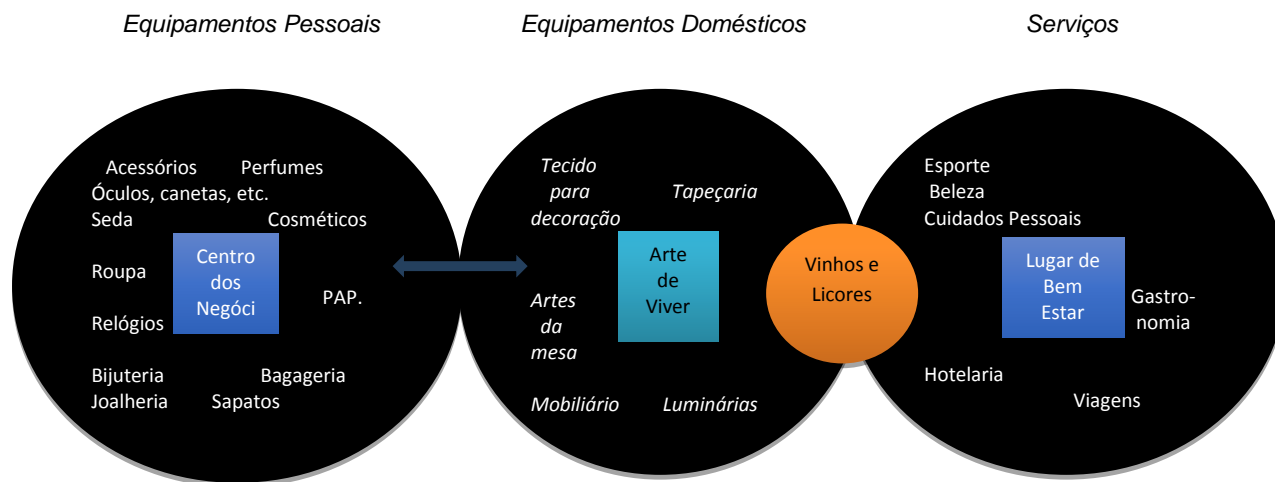 Equipamentos Pessoais
Equipamentos Domésticos
Serviços
Acessórios Perfumes
Óculos, canetas, etc.
Seda Cosméticos
Centro
dos
Negóci
Roupa
PAP.
Relógios
Bijuteria Bagageria
Joalheria Sapatos
Tecido
para
decoração
Tapeçaria
Arte
de
Viver
Artes
da
mesa
Mobiliário Luminárias
Vinhos e
Licores
Esporte
Beleza
Cuidados Pessoais
Lugar de
Bem
Estar
Gastro-
nomia
Hotelaria
Viagens